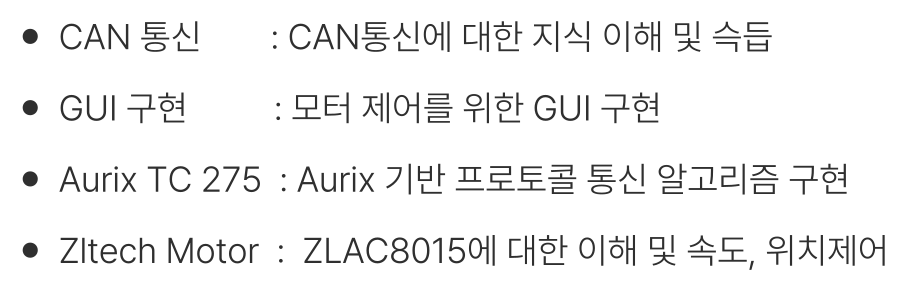 • CAN 통신 : CAN통신에 대한 지식 이해 및 슥듭
• GUI 구현 : 모터 제어를 위한 GUI 구현
• Aurix TC 275 : Aurix 기반 프로토콜 통신 알고리즘 구현
• Zltech Motor : ZLAC8015에 대한 이해 및 속도, 위치제어